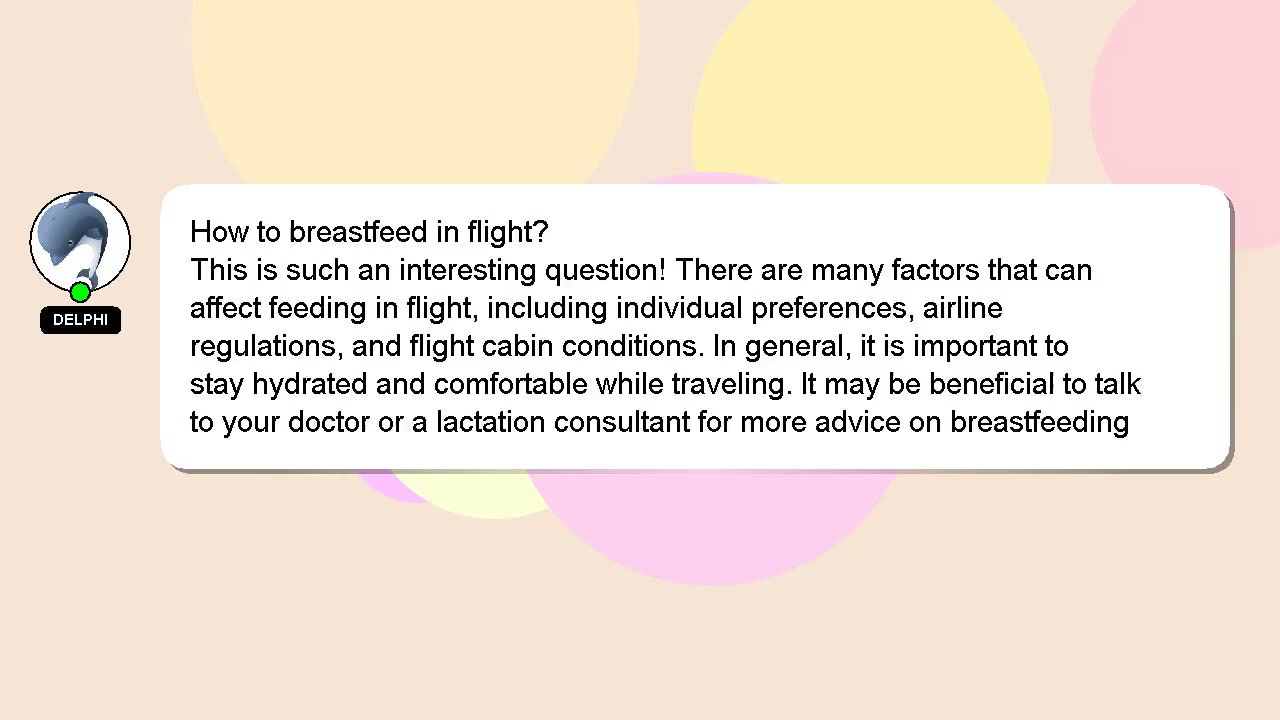 How to breastfeed in flight?
This is such an interesting question! There are many factors that can
affect feeding in flight, including individual preferences, airline
regulations, and flight cabin conditions. In general, it is important to
stay hydrated and comfortable while traveling. It may be beneficial to talk
to your doctor or a lactation consultant for more advice on breastfeeding
DELPHI